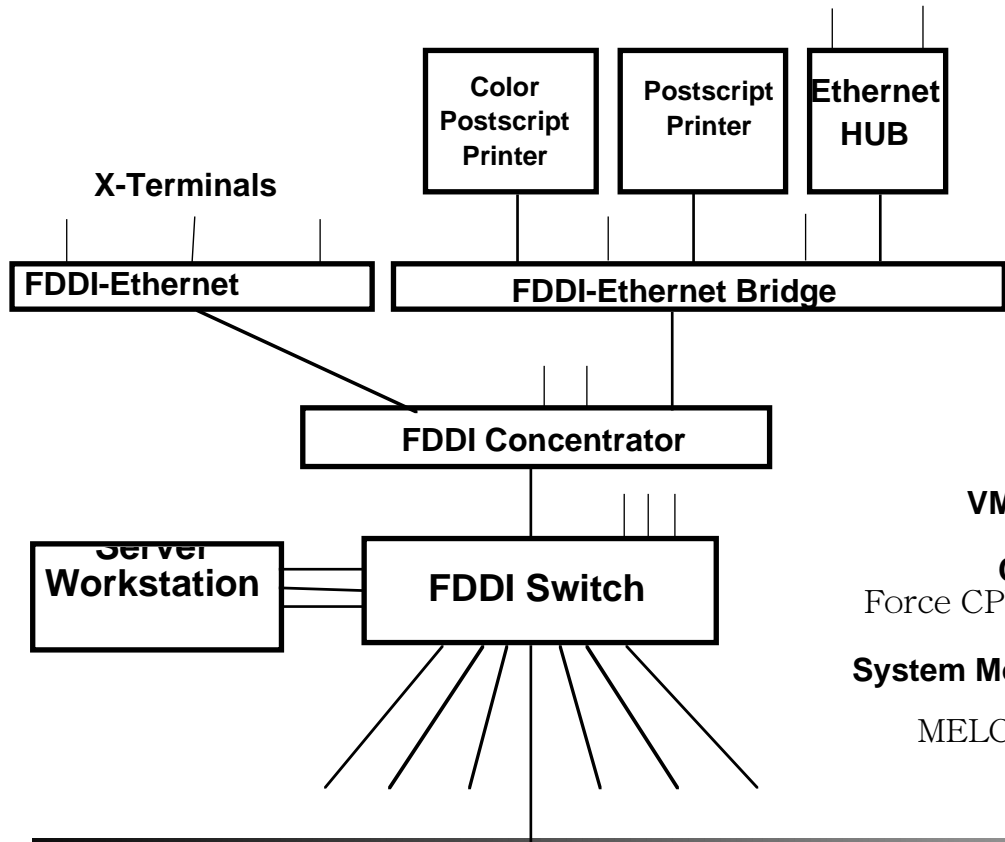 Color
Postscript
Printer
Postscript
Printer
Ethernet
HUB
X-Terminals
FDDI-Ethernet
FDDI-Ethernet Bridge
FDDI Concentrator
Server
Workstation
FDDI Switch
VM
Force CP
System Mo
MELC